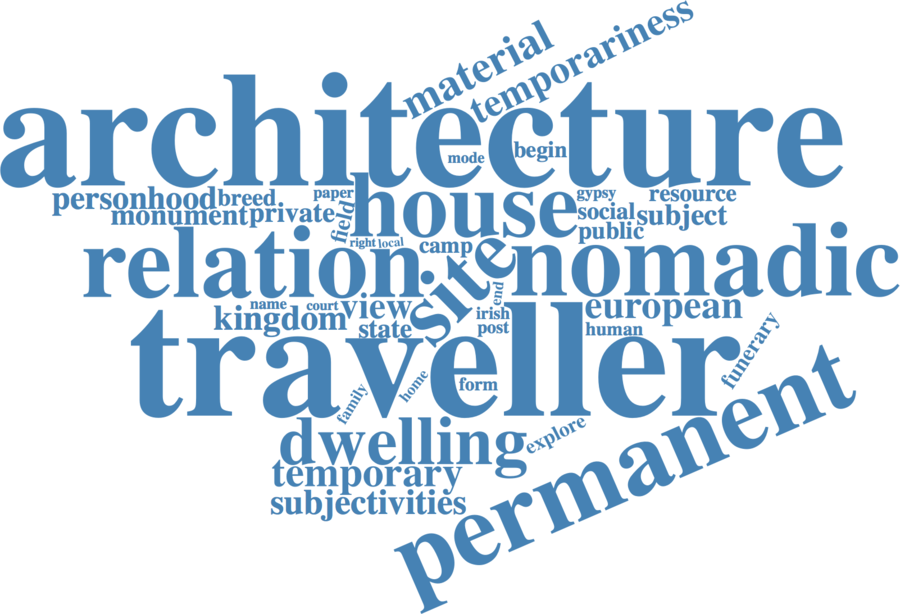 material
temporariness
architecture
mode
begin
personhood
breed
paper
gypsy
resource
monument
private
field
house
social
subject
public
right
local
camp
relation
site
nomadic
name
court
view
end
european
kingdom
state
irish
post
human
traveller
funerary
family
home
form
permanent
dwelling
explore
temporary
subjectivities